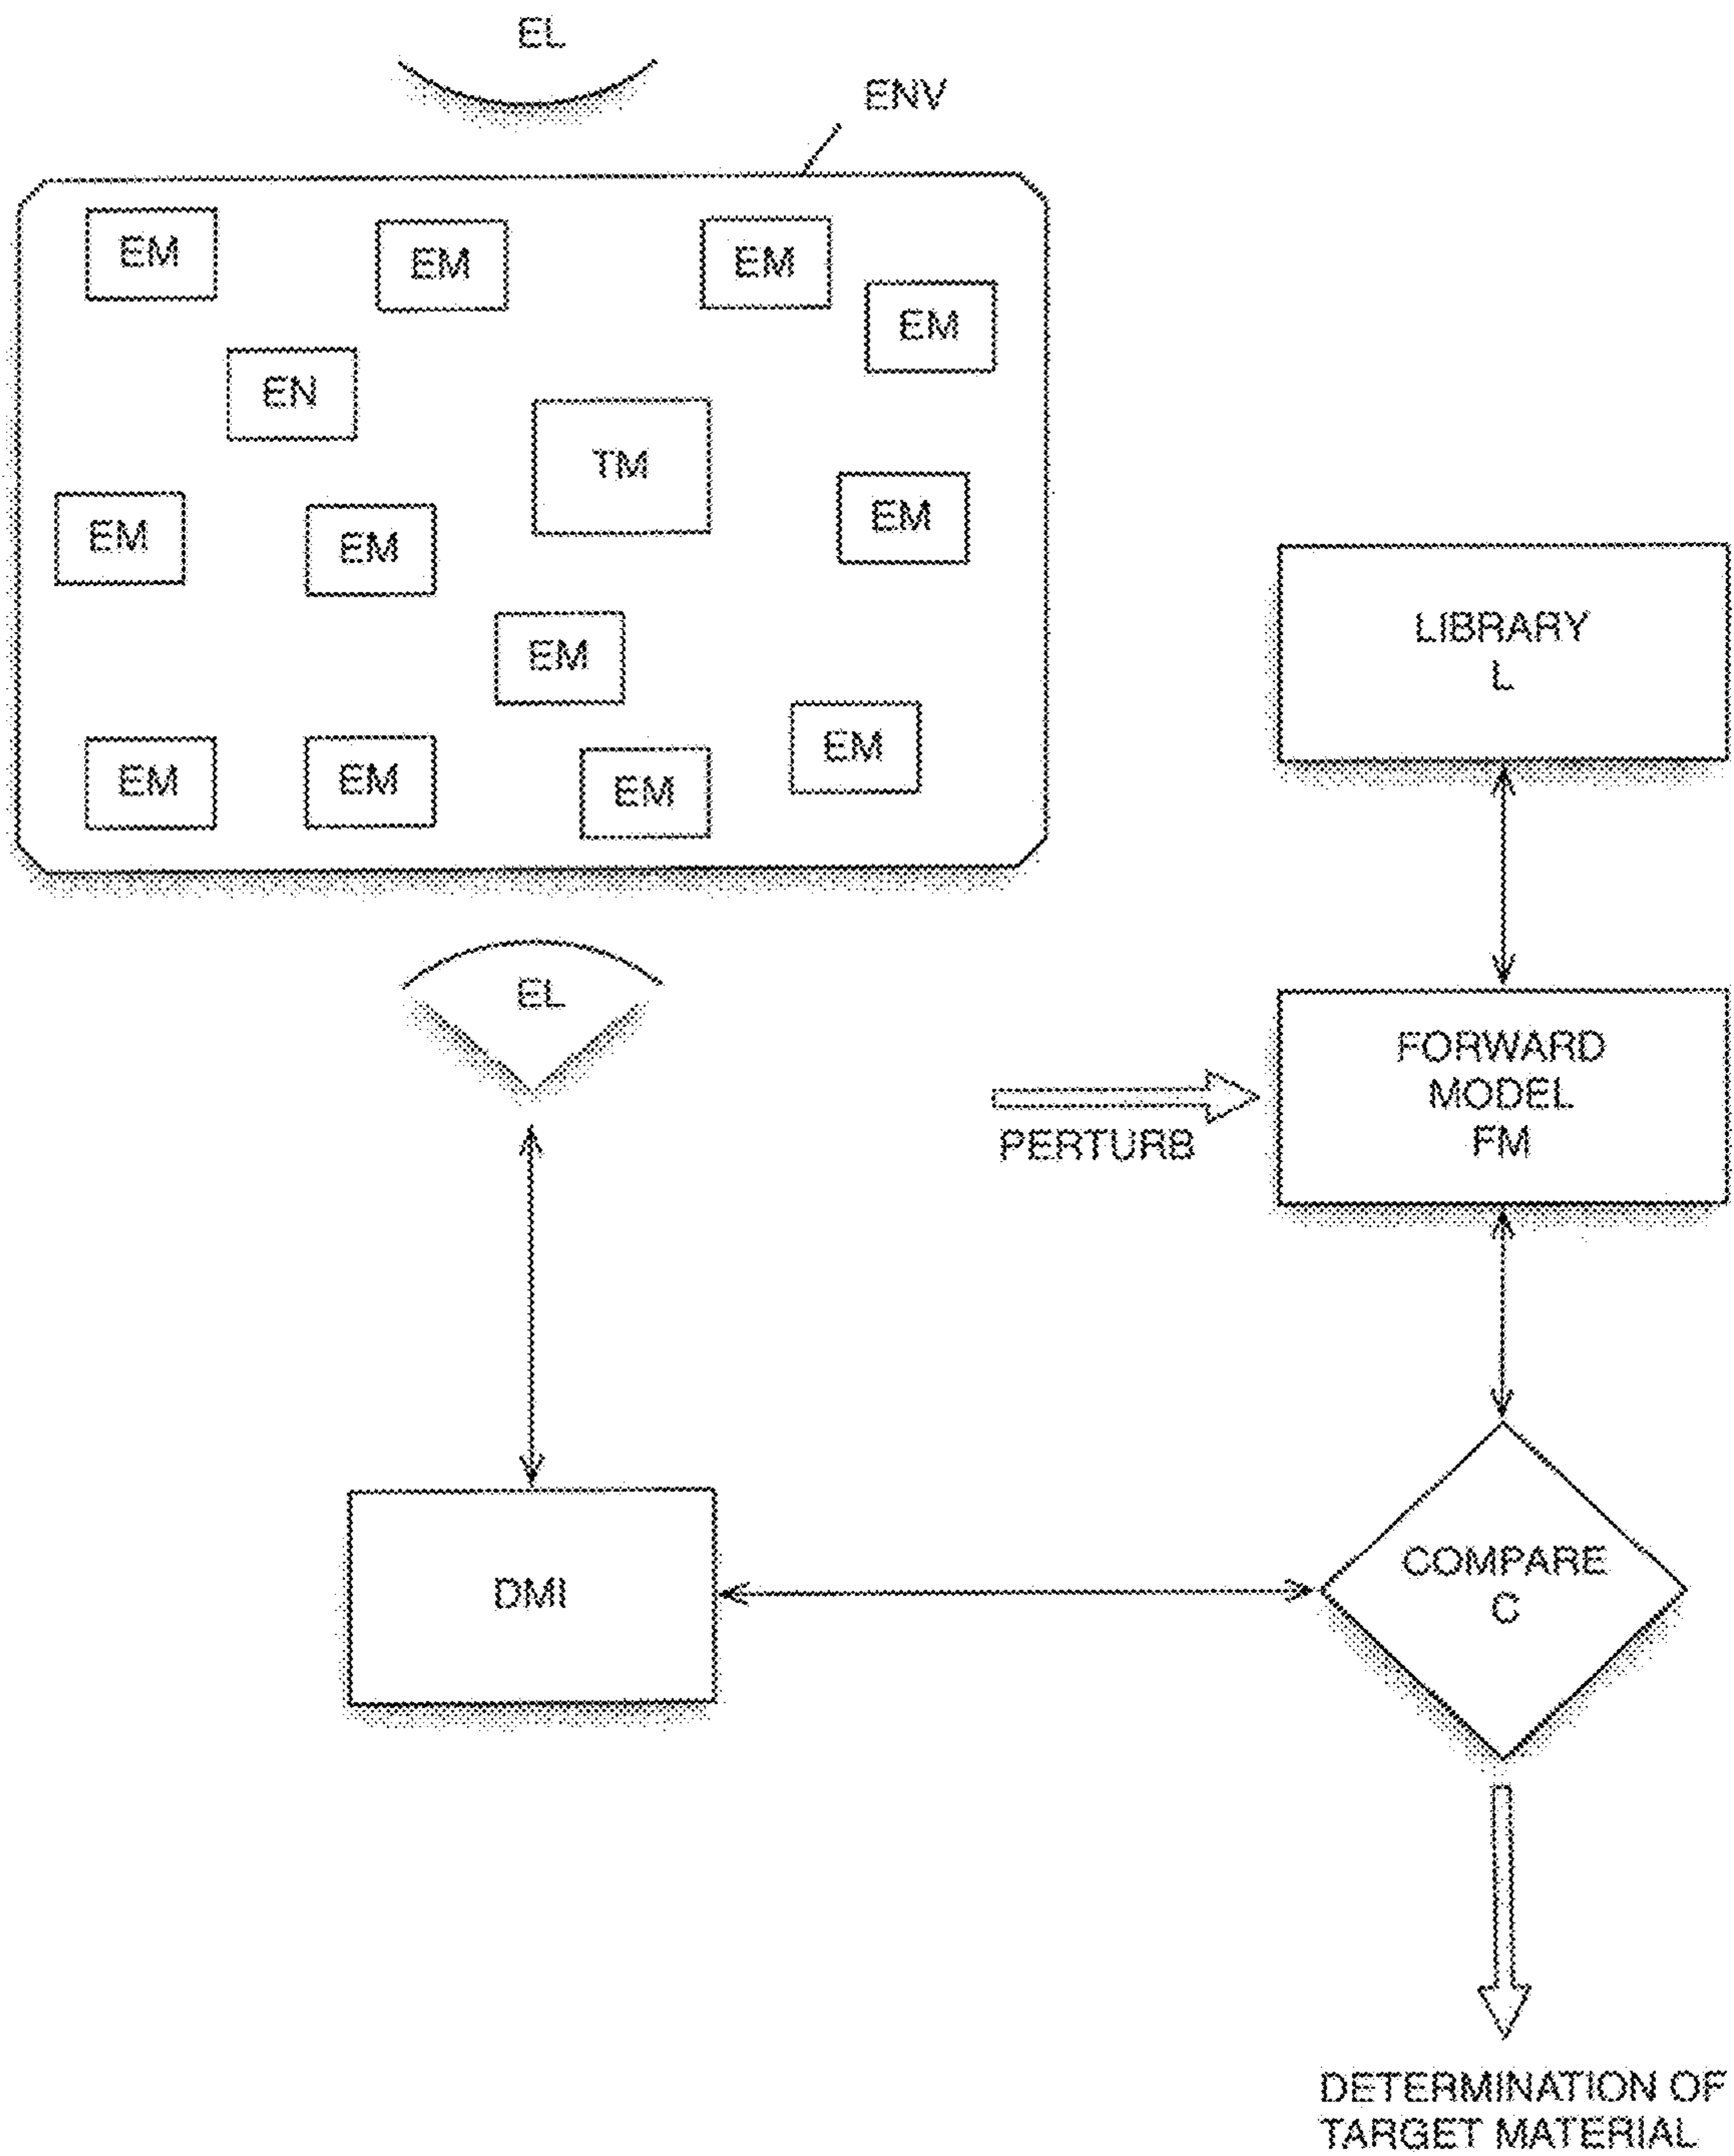 EL
ENV
EM
EM
EM
EM
EN
TM
EM
EM
EM
EM
EM
EM
EM
EM
EL
LIBRARY
L
FORWARD
MODEL
FM
PERTURB
DMI
COMPARE
C
DETERMINATION OF
TARGET MATERIAL